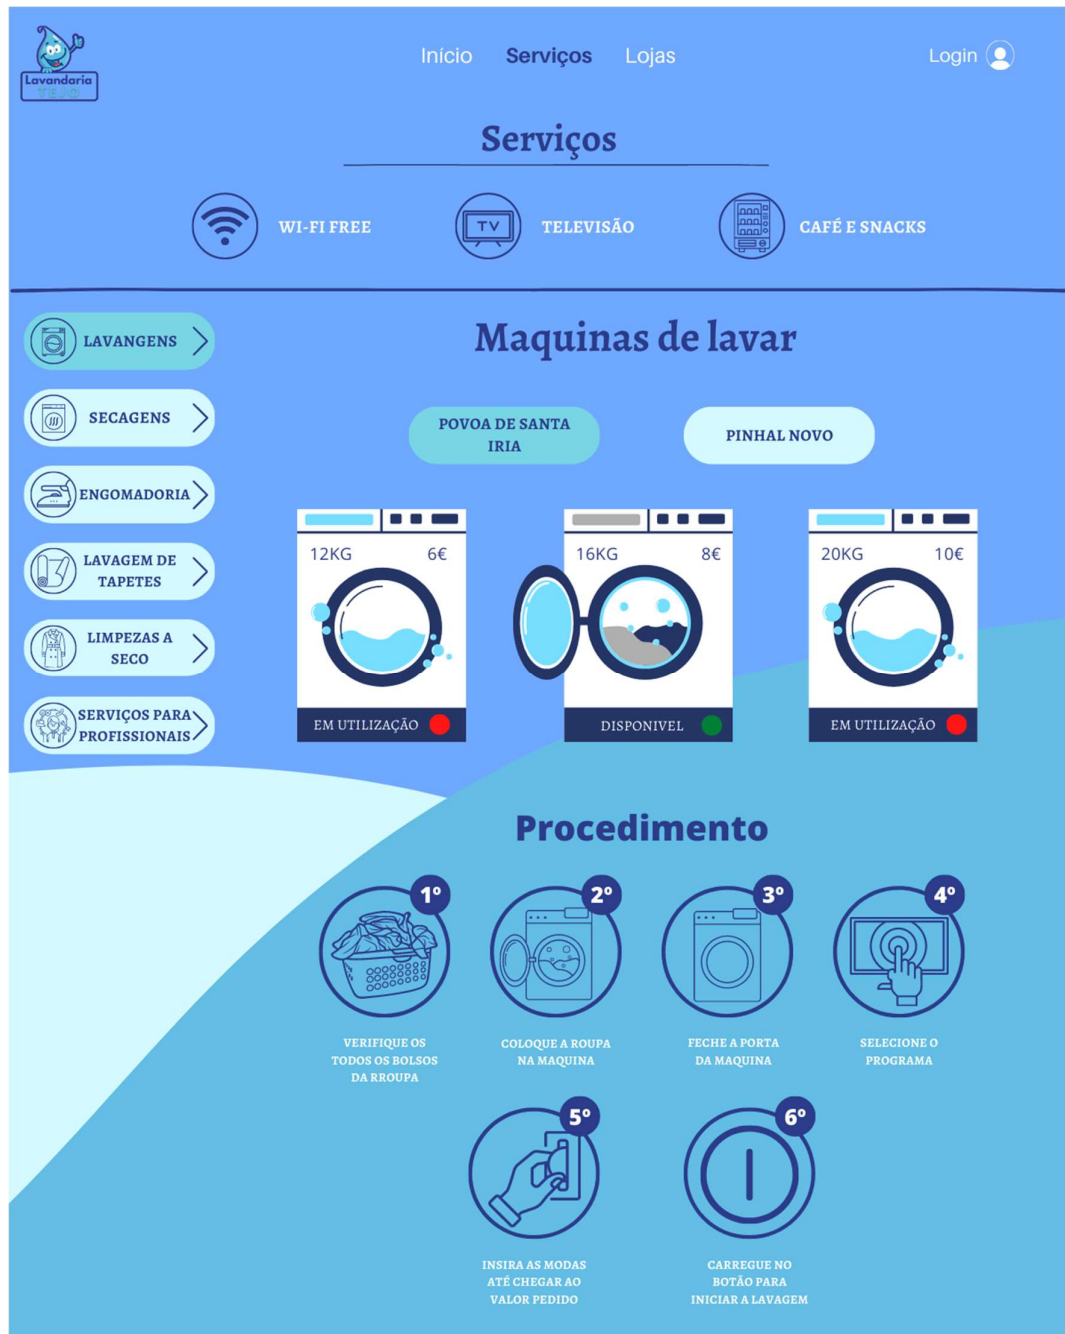 Lavandaria
TEJO
Início Serviços Lojas
Login
Serviços
WI-FI FREE
TV
TELEVISÃO
CAFÉ E SNACKS
LAVANGENS
SECAGENS
ENGOMADORIA
LAVAGEM DE
TAPETES
LIMPEZAS A
SECO
SERVIÇOS PARA
PROFISSIONAIS
Maquinas de lavar
POVOA DE SANTA
IRIA
PINHAL NOVO
12KG 6€
EM UTILIZAÇÃO
16KG 8€
DISPONIVEL
20KG 10€
EM UTILIZAÇÃO
Procedimento
1º
VERIFIQUE OS
TODOS OS BOLSOS
DA RROUPA
2º
COLOQUE A ROUPA
NA MAQUINA
3º
FECHE A PORTA
DA MAQUINA
4º
SELECIONE O
PROGRAMA
5º
INSIRA AS MODAS
ATÉ CHEGAR AO
VALOR PEDIDO
6º
CARREGUE NO
BOTÃO PARA
INICIAR A LAVAGEM